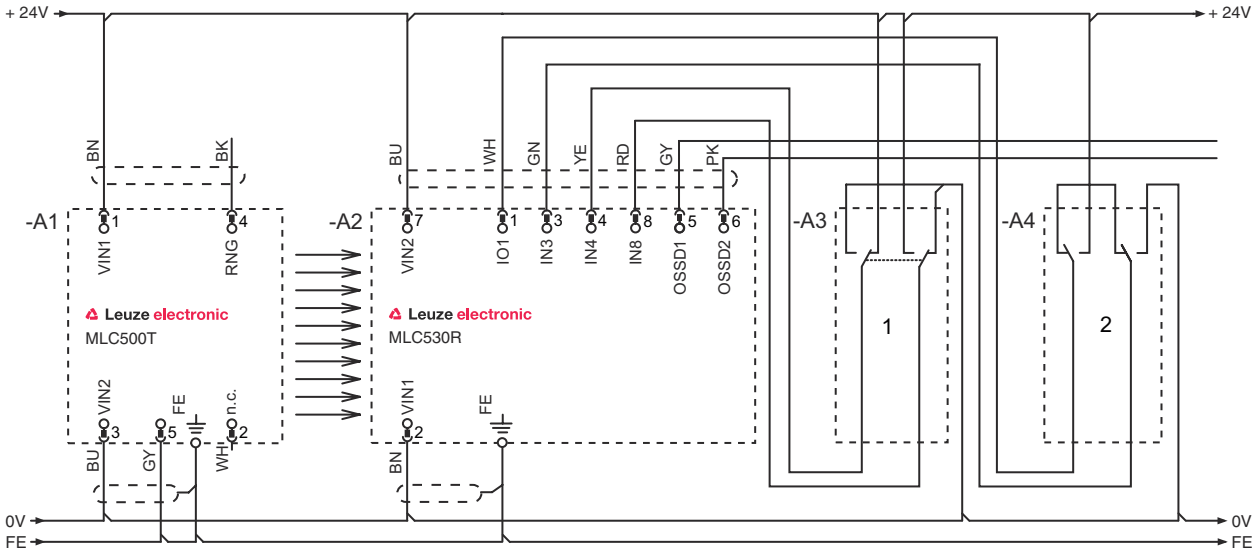 + 24V
+ 24V
BN
BK
BU
WH
GN
YE
RD
GY
PK
-A1
1
4
-A2
7
1
3
4
8
5
6
-A3
-A4
VIN1
RNG
VIN2
IO1
IN3
IN4
IN8
OSSD1
OSSD2
Leuze electronic
MLC500T
Leuze electronic
MLC530R
1
2
VIN2
FE
n.c.
VIN1
FE
3
5
2
2
BU
GY
WH
BN
0V
0V
FE
FE